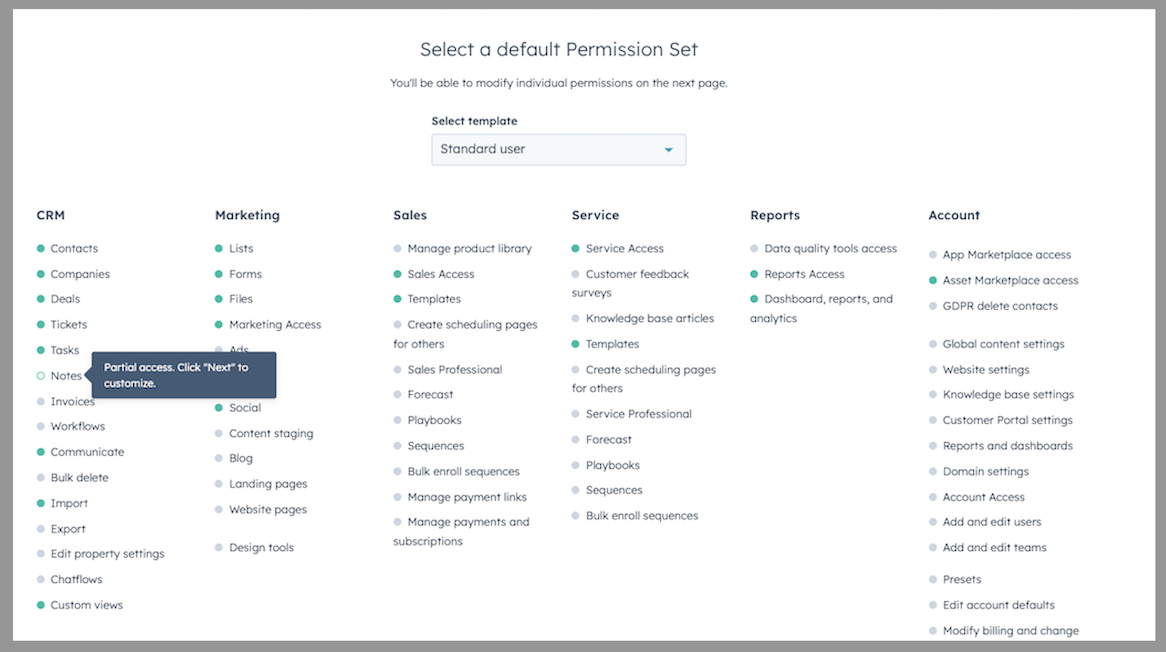 Select a default Permission Set
You'll be able to modify individual permissions on the next page.
Select template
Standard user
CRM
Contacts
Companies
Deals
Tickets
Tasks
Notes
Partial access. Click "Next" to
customize.
Invoices
Workflows
Communicate
Bulk delete
Import
Export
Edit property settings
Chatflows
Custom views
Marketing
Lists
Forms
Files
Marketing Access
Ads
Social
Content staging
Blog
Landing pages
Website pages
Design tools
Sales
Manage product library
Sales Access
Templates
Create scheduling pages
for others
Sales Professional
Forecast
Playbooks
Sequences
Bulk enroll sequences
Manage payment links
Manage payments and
subscriptions
Service
Service Access
Customer feedback
surveys
Knowledge base articles
Templates
Create scheduling pages
for others
Service Professional
Forecast
Playbooks
Sequences
Bulk enroll sequences
Reports
Data quality tools access
Reports Access
Dashboard, reports, and
analytics
Account
App Marketplace access
Asset Marketplace access
GDPR delete contacts
Global content settings
Website settings
Knowledge base settings
Customer Portal settings
Reports and dashboards
Domain settings
Account Access
Add and edit users
Add and edit teams
Presets
Edit account defaults
Modify billing and change